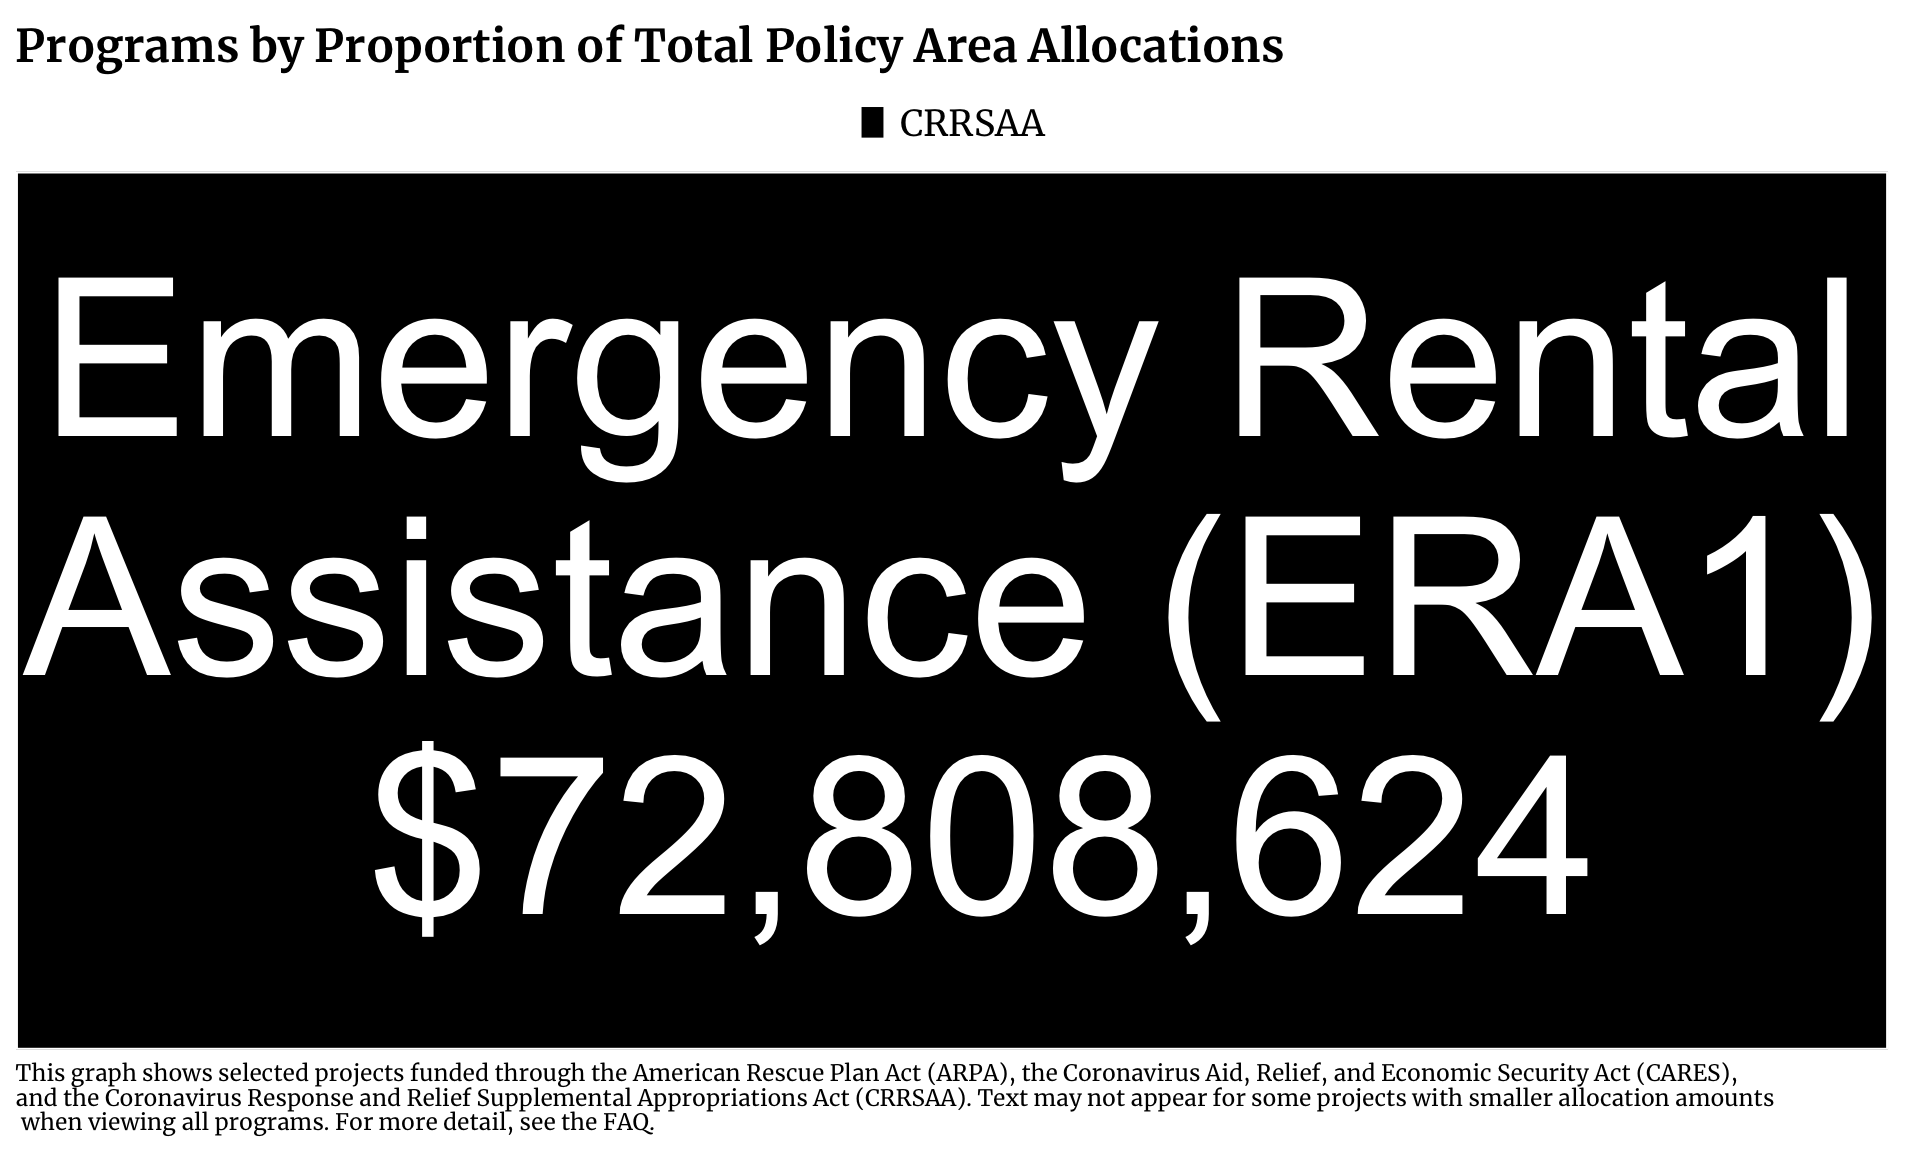 Programs by Proportion of Total Policy Area Allocations
CRRSAA
Emergency Rental
Assistance (ERA1)
$72,808,624
This graph shows selected projects funded through the American Rescue Plan Act (ARPA), the Coronavirus Aid, Relief, and Economic Security Act (CARES),
and the Coronavirus Response and Relief Supplemental Appropriations Act (CRRSAA). Text may not appear for some projects with smaller allocation amounts
when viewing all programs. For more detail, see the FAQ.